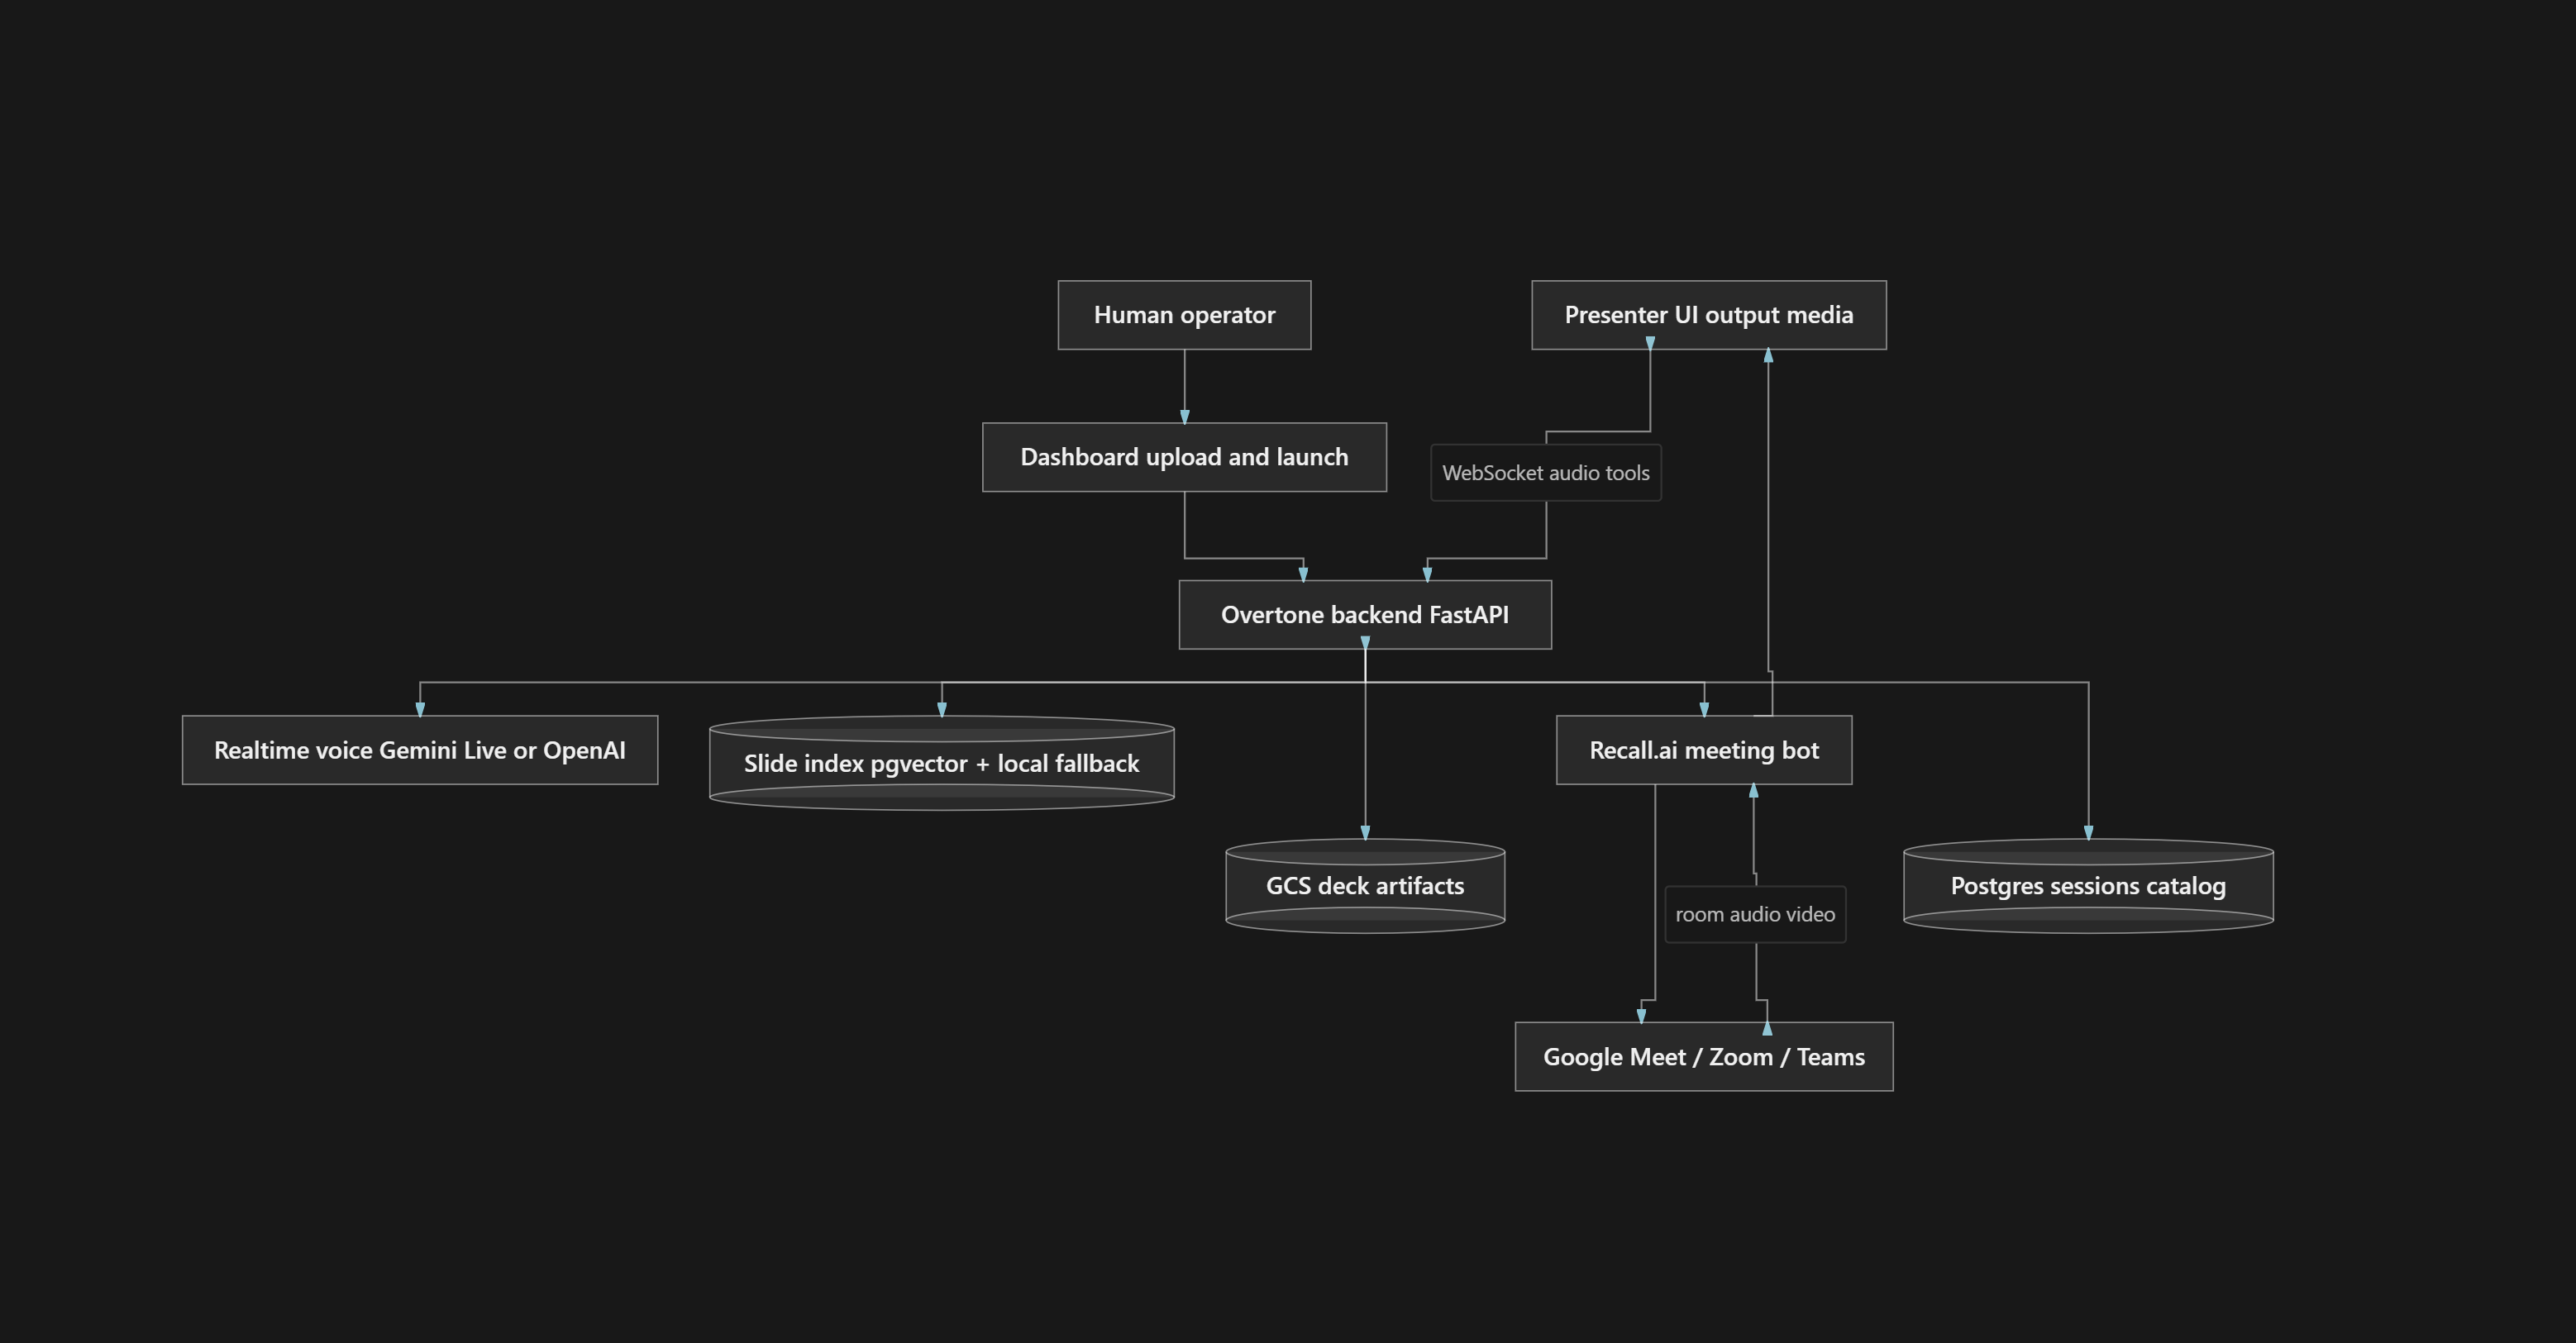 Human operator
Presenter UI output media
Dashboard upload and launch
WebSocket audio tools
Overtone backend FastAPI
Realtime voice Gemini Live or OpenAI
Slide index pgvector + local fallback
Recall.ai meeting bot
GCS deck artifacts
room audio video
Postgres sessions catalog
Google Meet / Zoom / Teams